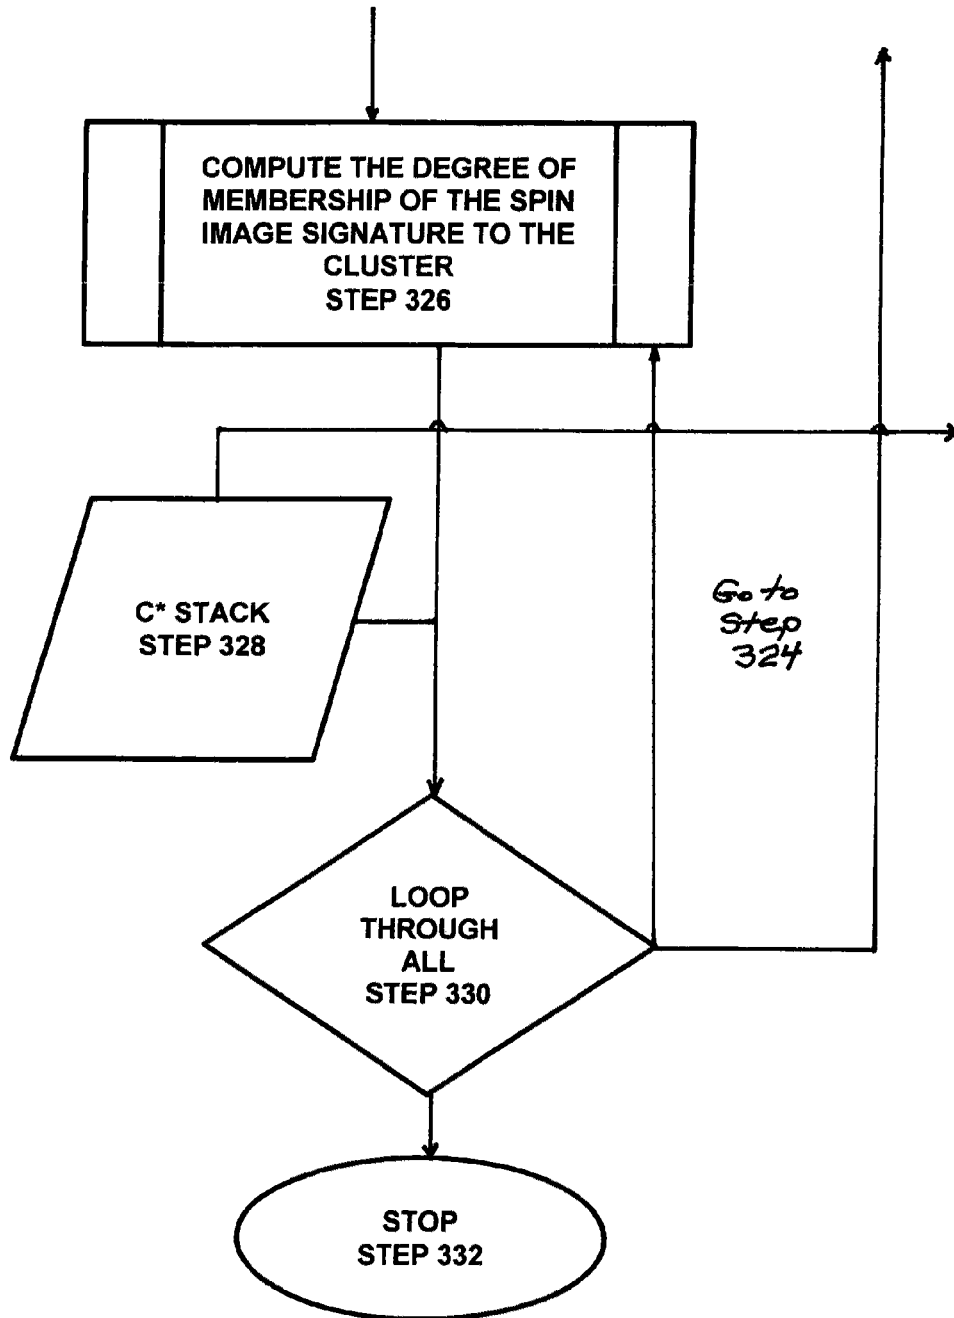 COMPUTE THE DEGREE OF
MEMBERSHIP OF THE SPIN
IMAGE SIGNATURE TO THE
CLUSTER
STEP 326
C* STACK
STEP 328
Go to
Step
324
LOOP
THROUGH
ALL
STEP 330
STOP
STEP 332